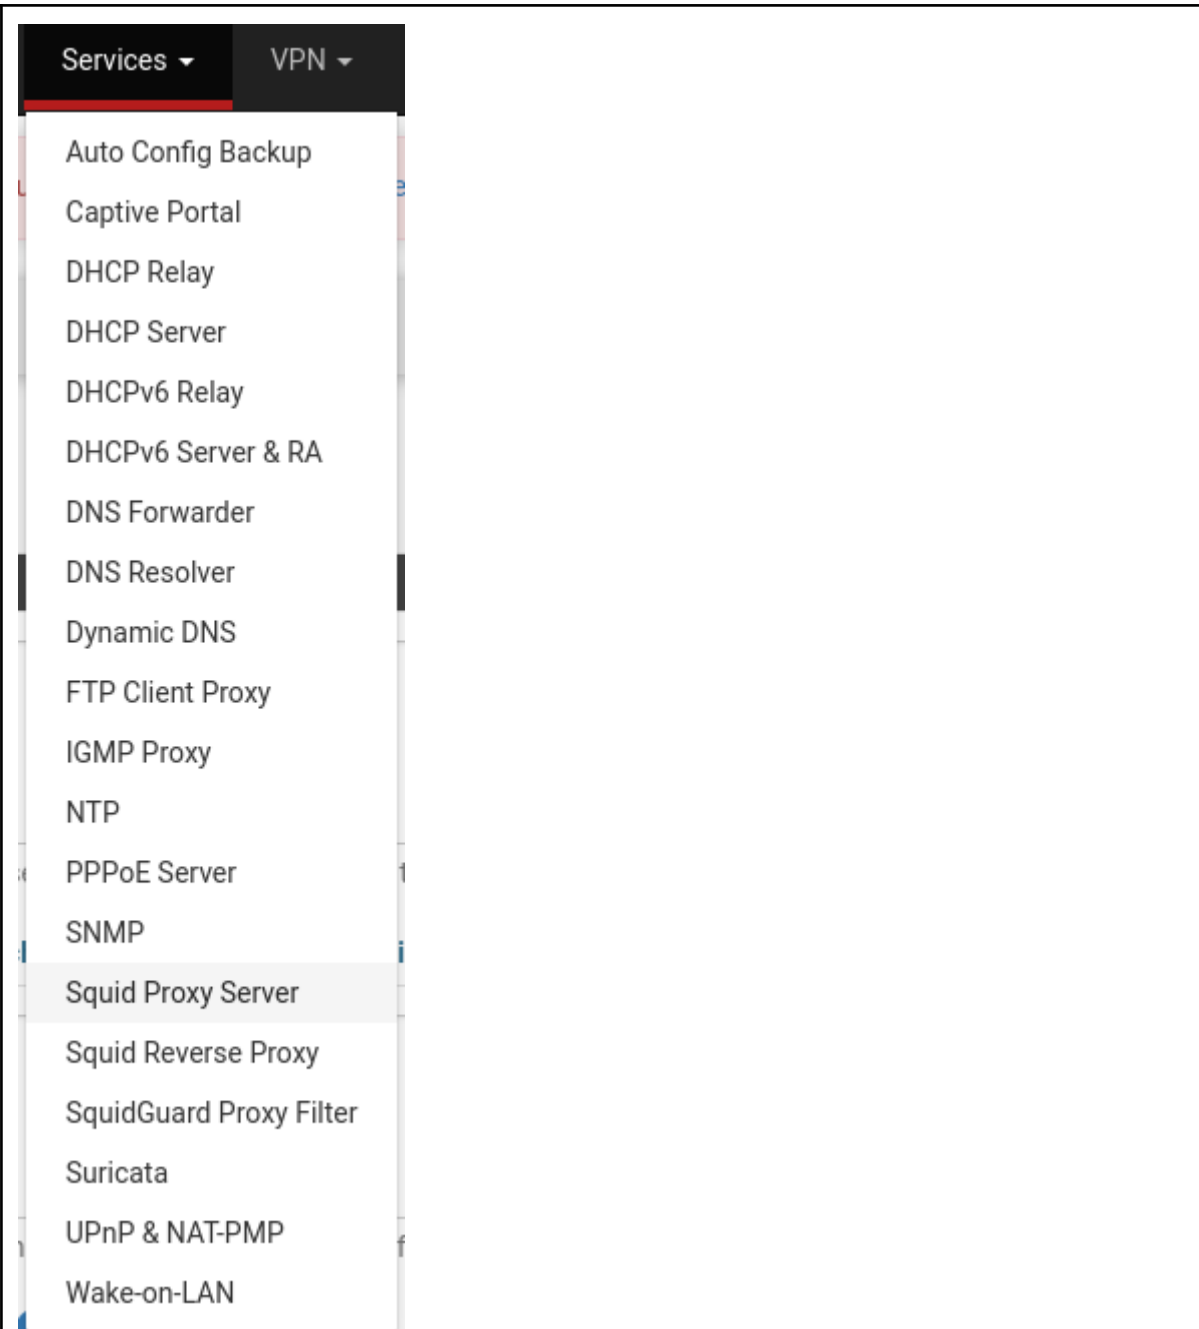 Services VPN
Auto Config Backup
Captive Portal
DHCP Relay
DHCP Server
DHCPv6 Relay
DHCPv6 Server & RA
DNS Forwarder
DNS Resolver
Dynamic DNS
FTP Client Proxy
IGMP Proxy
NTP
PPPoE Server
SNMP
Squid Proxy Server
Squid Reverse Proxy
SquidGuard Proxy Filter
Suricata
UPnP & NAT-PMP
Wake-on-LAN